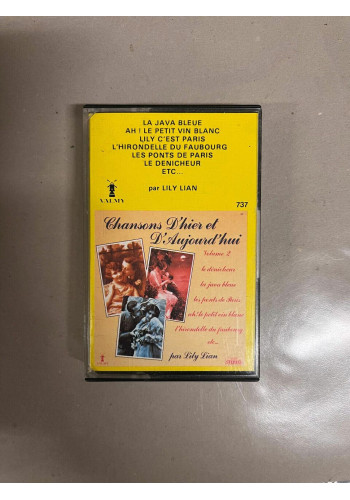 LA JAVA BLEUE
AH ! LE PETIT VIN BLANC
LILY C'EST PARIS
L'HIRONDELLE DU FAUBOURG
LES PONTS DE PARIS
LE DENICHEUR
ETC...
par LILY LIAN
VALMY
737
Chansons D'hier et
D'Aujourd'hui
Volume 2
le dénicheur
la java bleue
les ponts de Paris
ah! le petit vin blanc
l'hirondelle du faubourg
etc...
par Lily Lian